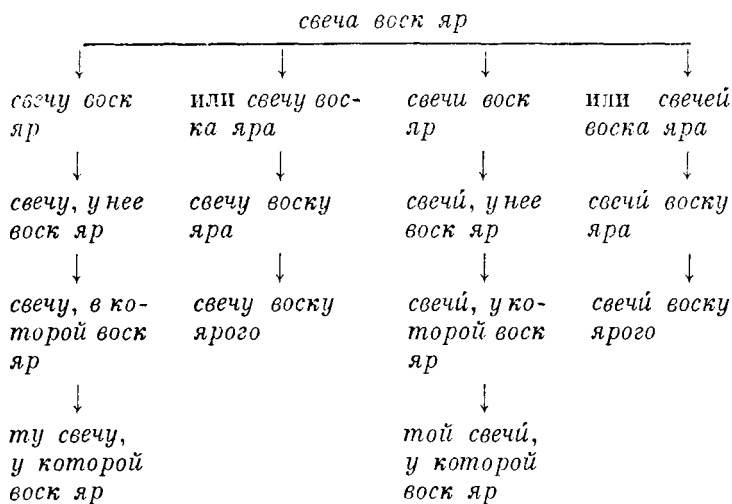 свеча воск яр
свечу воск или свечу вос- свечи воск или свечей
яр ка яра яр воска яра
свечу, у нее свечу воску свечи́, у нее свечи́ воску
воск яр яра воск яр яра
свечу, в ко- свечу воску свечи́, у ко- свечи́ воску
торой воск ярого торой воск ярого
яр яр
ту свечу, той свечи́,
у которой у которой
воск яр воск яр